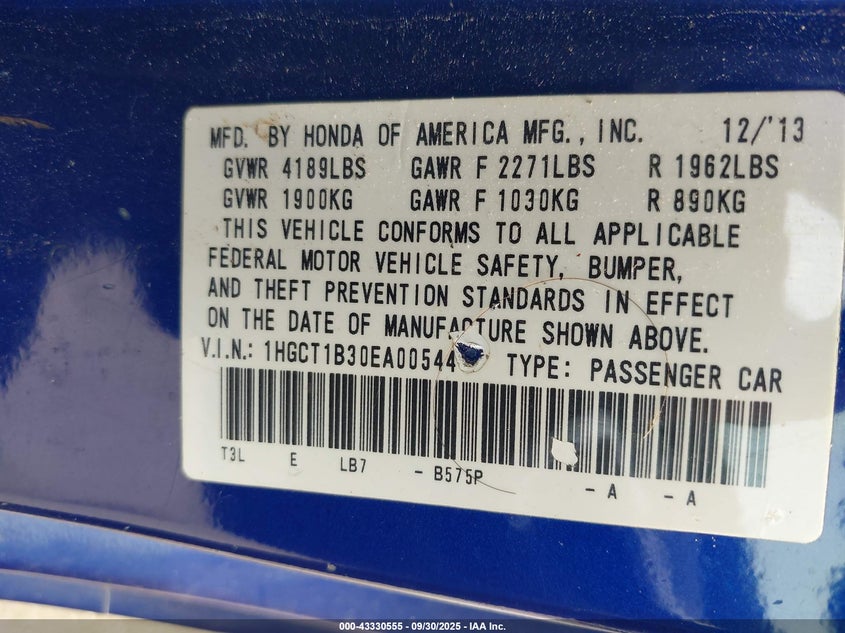 MFD. BY HONDA OF AMERICA MFG., INC. 12/'13
GVWR 4189LBS GAWR F 2271LBS R 1962LBS
GVWR 1900KG GAWR F 1030KG R 890KG
THIS VEHICLE CONFORMS TO ALL APPLICABLE
FEDERAL MOTOR VEHICLE SAFETY, BUMPER,
AND THEFT PREVENTION STANDARDS IN EFFECT
ON THE DATE OF MANUFACTURE SHOWN ABOVE.
V.I.N.: 1HGCT1B30EA00544 TYPE: PASSENGER CAR
T3L E LB7 - B575P - A - A
000-43330555 - 09/30/2025 - IAA Inc.